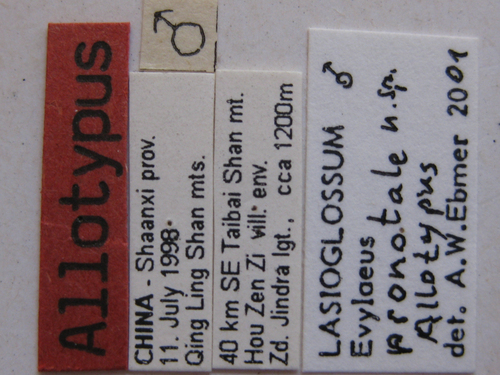 Allotypus
♂
CHINA - Shaanxi prov.
11. July 1998
Qing Ling Shan mts.
40 km SE Taibai Shan mt.
Hou Zen Zi vill. env.
Zd. Jindra lgt., cca 1200m
LASIOGLOSSUM ♂
Evylaeus
pronotale n.sp.
Allotypus
det. A.W.Ebmer 2001